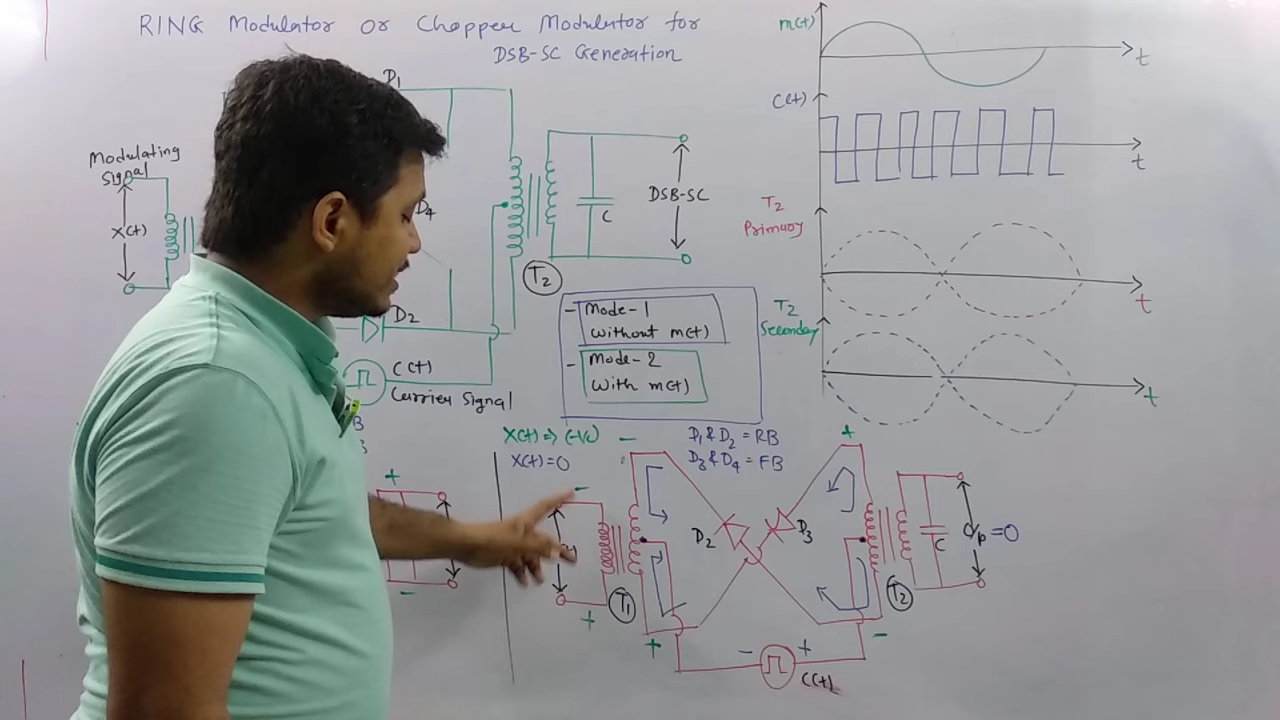 RING Modulator or Chopper Modulator for
DSB-SC Generation
Modulating
Signal
X(t)
D1
D4
D2
C(t)
Carrier Signal
T2
C
DSB-SC
- Mode-1
Without m(t)
- Mode-2
With m(t)
m(t)
t
C(t)
t
T2
Primary
t
T2
Secondary
t
+
-
X(t) => (-ve)
X(t)=0
D1 & D2 = RB
D3 & D4 = FB
-
+
-
+
T1
+
D2
D3
T2
-
C
o/p=0
-
+
C(t)